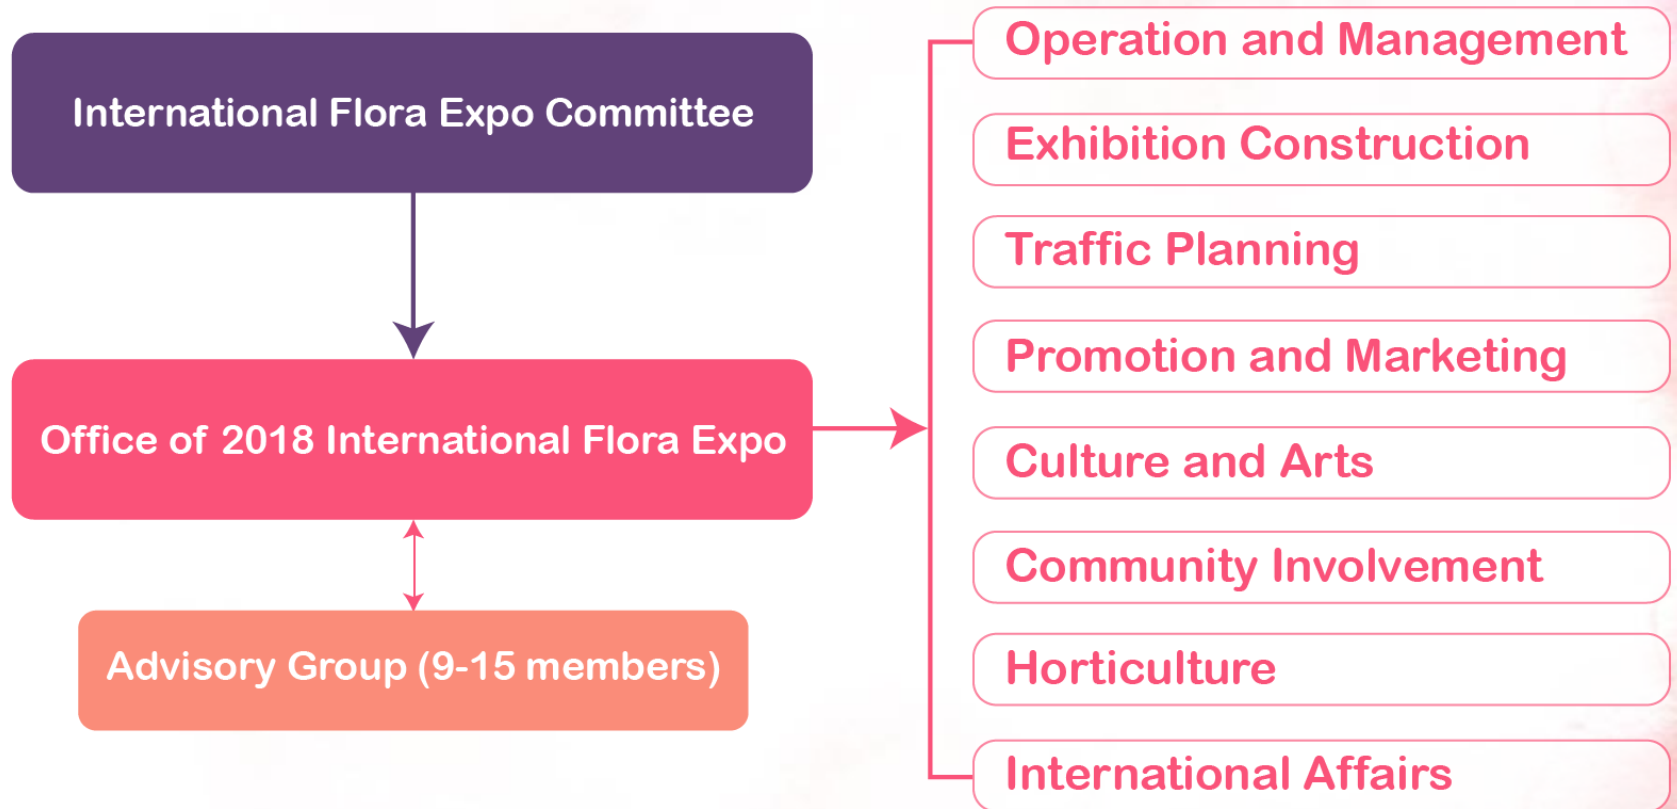 International Flora Expo Committee
Office of 2018 International Flora Expo
Advisory Group (9-15 members)
Operation and Management
Exhibition Construction
Traffic Planning
Promotion and Marketing
Culture and Arts
Community Involvement
Horticulture
International Affairs